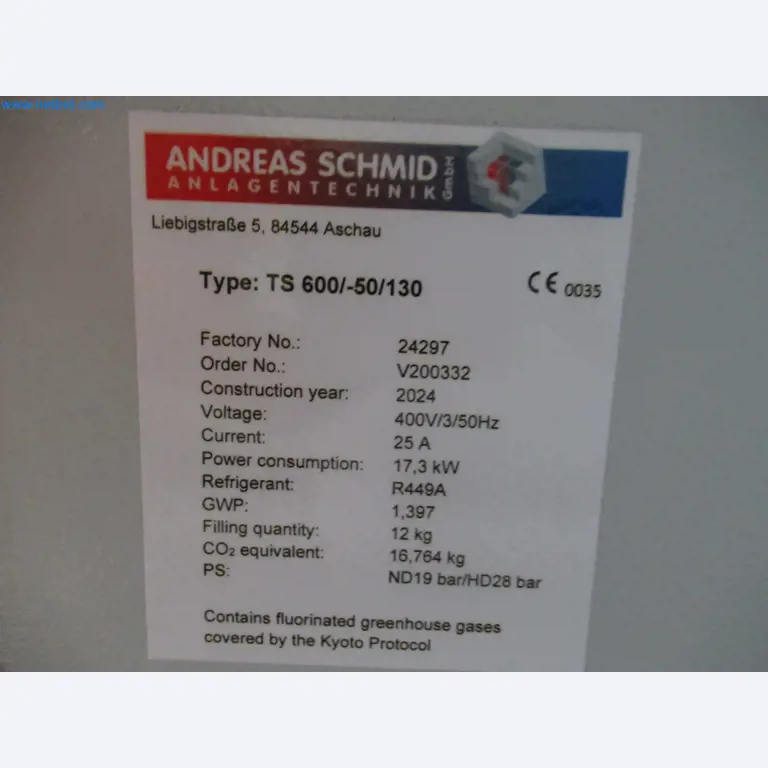 ANDREAS SCHMID GmbH
ANLAGENTECHNIK
Liebigstraße 5, 84544 Aschau
Type: TS 600/-50/130
CE 0035
Factory No.: 24297
Order No.: V200332
Construction year: 2024
Voltage: 400V/3/50Hz
Current: 25 A
Power consumption: 17,3 kW
Refrigerant: R449A
GWP: 1,397
Filling quantity: 12 kg
CO₂ equivalent: 16,764 kg
PS: ND19 bar/HD28 bar
Contains fluorinated greenhouse gases
covered by the Kyoto Protocol